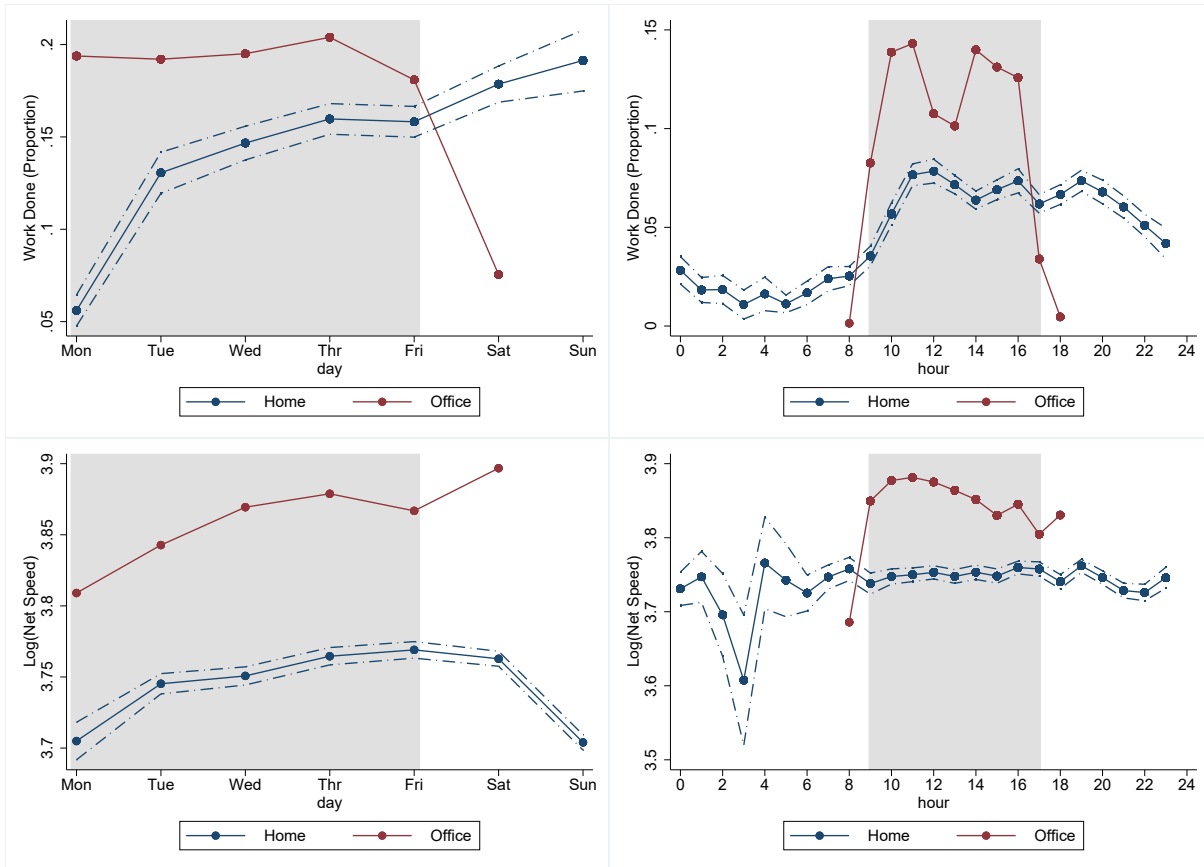 Work Done (Proportion)
.2
.15
.1
.05
Mon Tue Wed Thr Fri Sat Sun
day
Home Office
Work Done (Proportion)
.15
.1
.05
0
0 2 4 6 8 10 12 14 16 18 20 22 24
hour
Home Office
Log(Net Speed)
3.9
3.85
3.8
3.75
3.7
Mon Tue Wed Thr Fri Sat Sun
day
Home Office
Log(Net Speed)
3.9
3.8
3.7
3.6
3.5
0 2 4 6 8 10 12 14 16 18 20 22 24
hour
Home Office